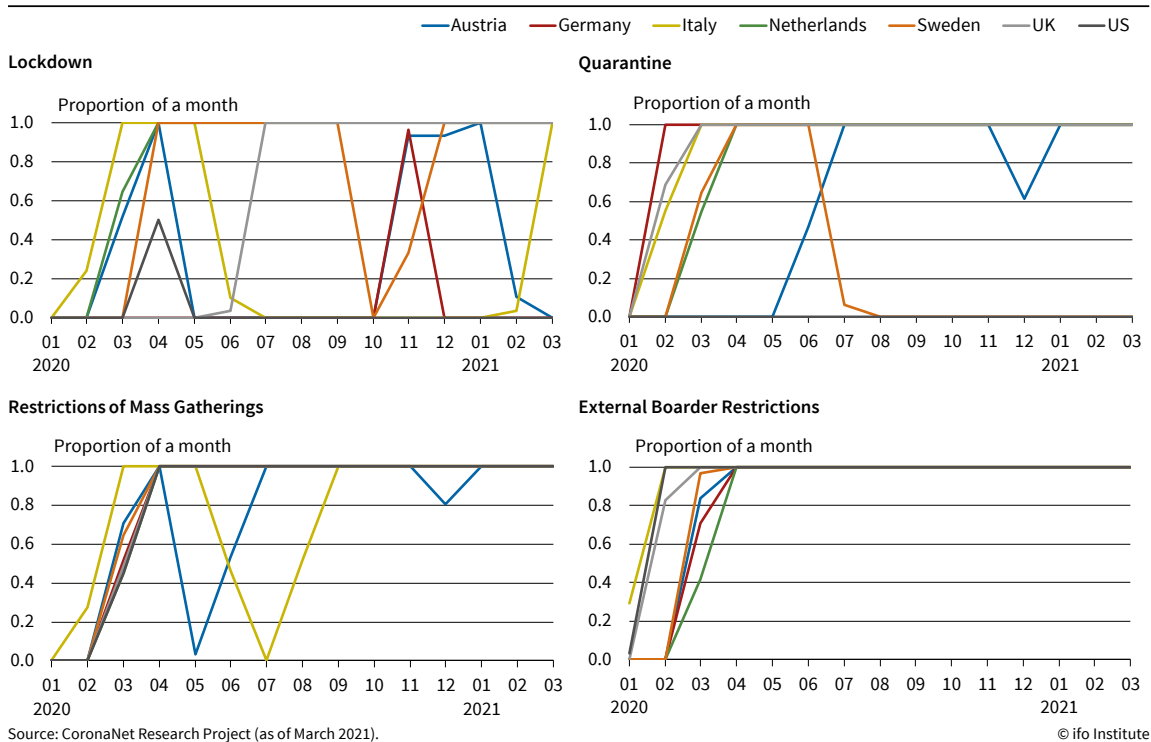 Austria Germany Italy Netherlands Sweden UK US
Lockdown
Proportion of a month
1.0
0.8
0.6
0.4
0.2
0.0
01 02 03 04 05 06 07 08 09 10 11 12 01 02 03
2020 2021
Quarantine
Proportion of a month
1.0
0.8
0.6
0.4
0.2
0.0
01 02 03 04 05 06 07 08 09 10 11 12 01 02 03
2020 2021
Restrictions of Mass Gatherings
Proportion of a month
1.0
0.8
0.6
0.4
0.2
0.0
01 02 03 04 05 06 07 08 09 10 11 12 01 02 03
2020 2021
External Boarder Restrictions
Proportion of a month
1.0
0.8
0.6
0.4
0.2
0.0
01 02 03 04 05 06 07 08 09 10 11 12 01 02 03
2020 2021
Source: CoronaNet Research Project (as of March 2021).
© ifo Institute